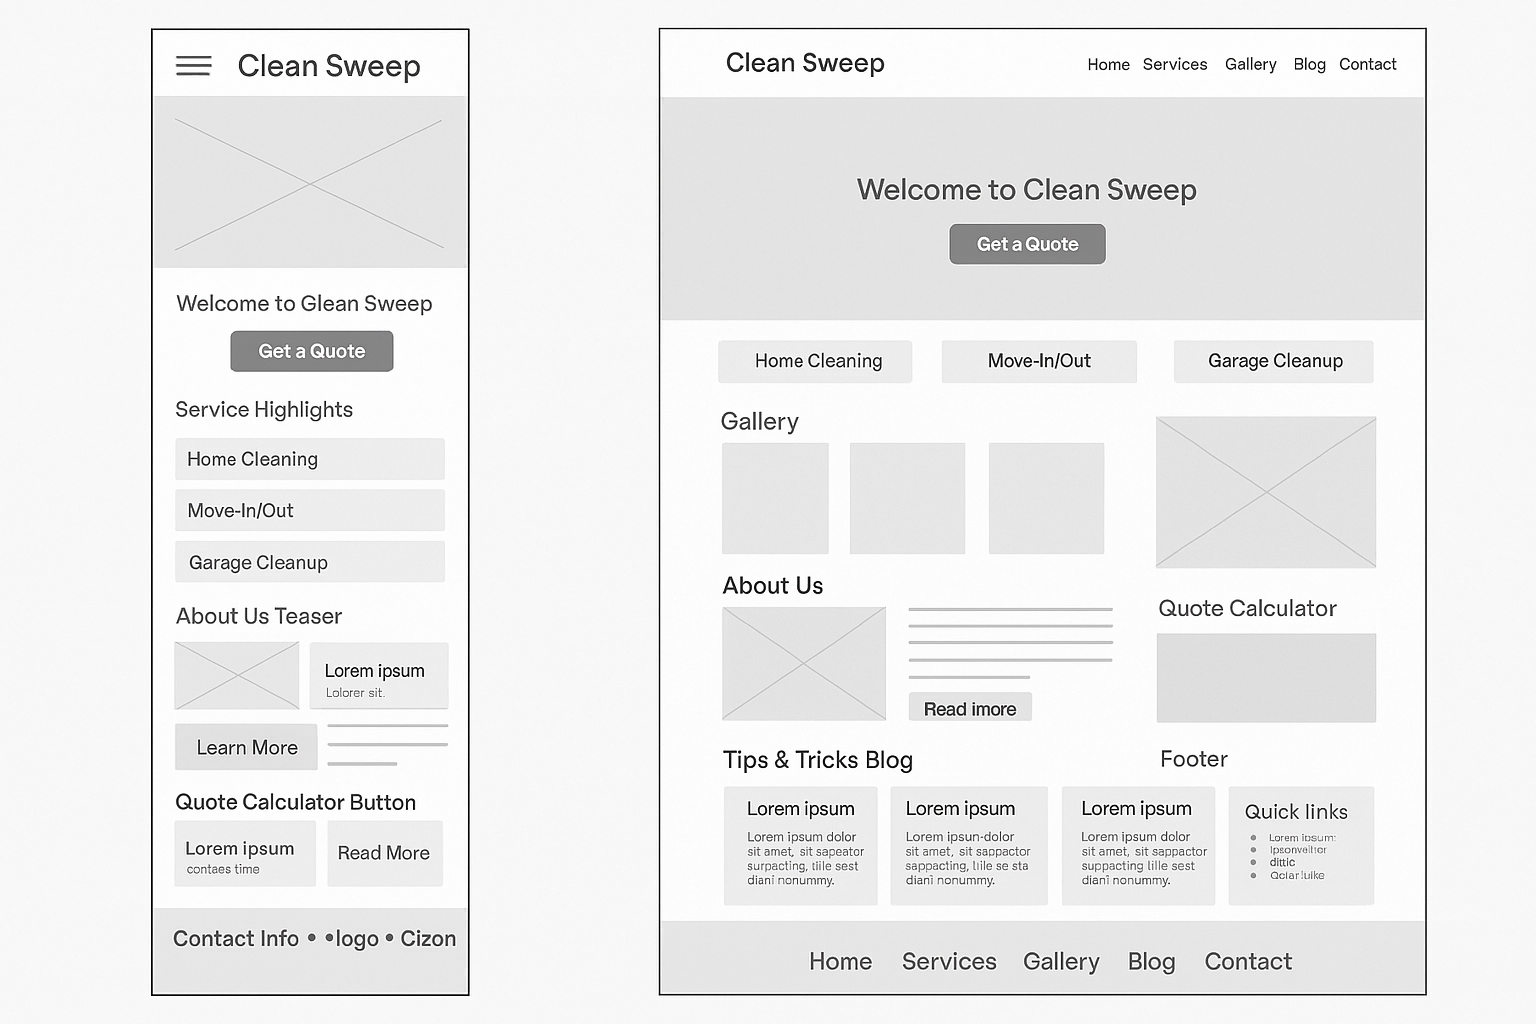 Clean Sweep
Welcome to Glean Sweep
Get a Quote
Service Highlights
Home Cleaning
Move-In/Out
Garage Cleanup
About Us Teaser
Lorem ipsum
Lolorer sit.
Learn More
Quote Calculator Button
Lorem ipsum
contaes time
Read More
Contact Info • •logo • Cizon
Clean Sweep
Home Services Gallery Blog Contact
Welcome to Clean Sweep
Get a Quote
Home Cleaning
Move-In/Out
Garage Cleanup
Gallery
About Us
Read imore
Quote Calculator
Tips & Tricks Blog
Lorem ipsum
Lorem ipsum dolor
sit amet, sit sapeator
surpacting, tiile sest
diani nonummy.
Lorem ipsum
Lorem ipsun-dolor
sit amet, sit sappactor
sappacting, liile se sta
diani nonummy.
Lorem ipsum
Lorem ipsum dolor
sit amet, sit sappactor
suppacting lille sest
diani nonummy.
Footer
Quick links
• Lorem ipsum:
•
• dittic
•
Home Services Gallery Blog Contact